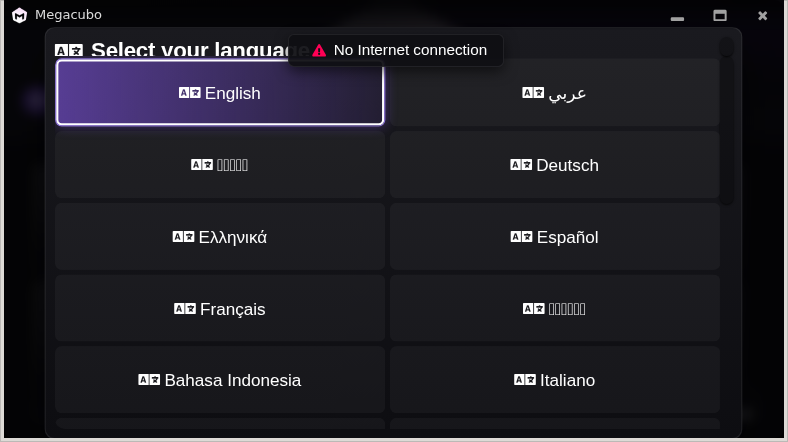 Megacubo
Select your language
No Internet connection
English
عربي
Deutsch
Ελληνικά
Español
Français
Bahasa Indonesia
Italiano